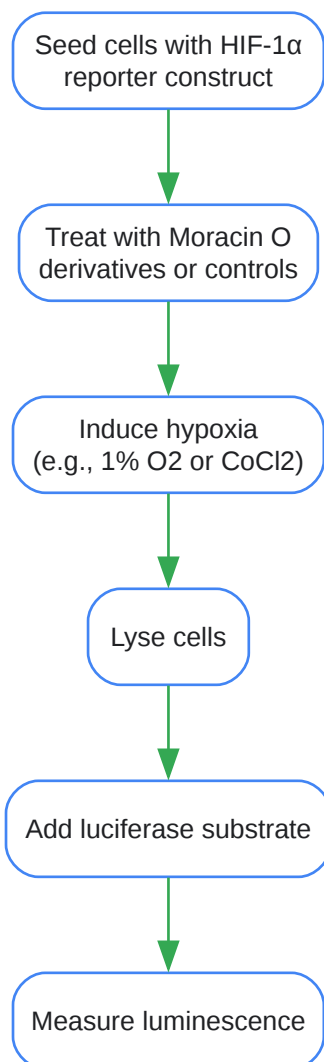 Seed cells with HIF-1α
reporter construct
Treat with Moracin O
derivatives or controls
Induce hypoxia
(e.g., 1% O2 or CoCl2)
Lyse cells
Add luciferase substrate
Measure luminescence